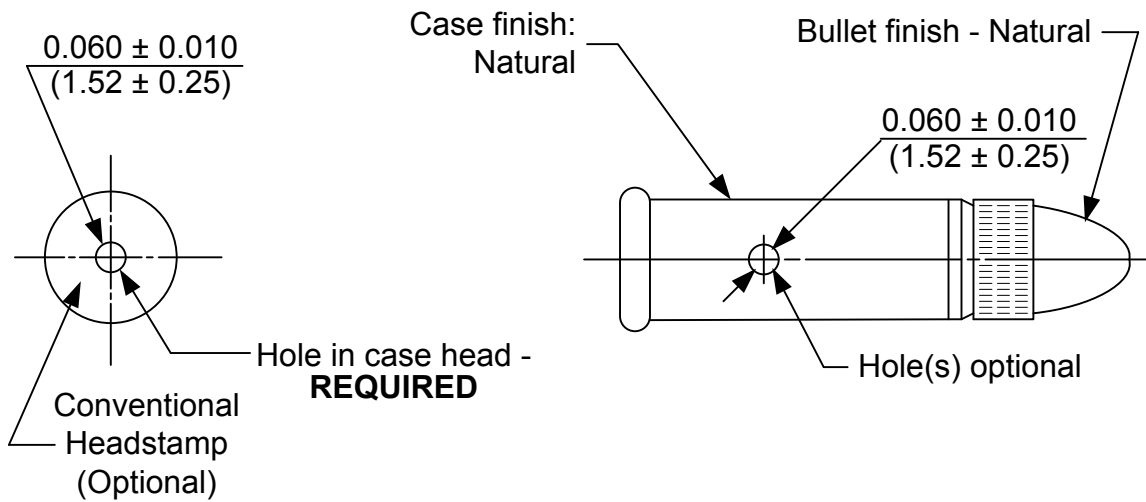 0.060 ± 0.010
(1.52 ± 0.25)
Case finish:
Natural
Bullet finish - Natural
0.060 ± 0.010
(1.52 ± 0.25)
Hole in case head -
REQUIRED
Hole(s) optional
Conventional
Headstamp
(Optional)